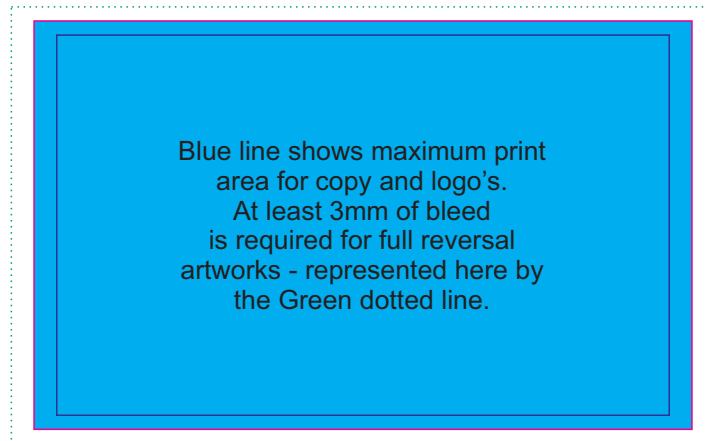 Blue line shows maximum print
area for copy and logo’s.
At least 3mm of bleed
is required for full reversal
artworks - represented here by
the Green dotted line.